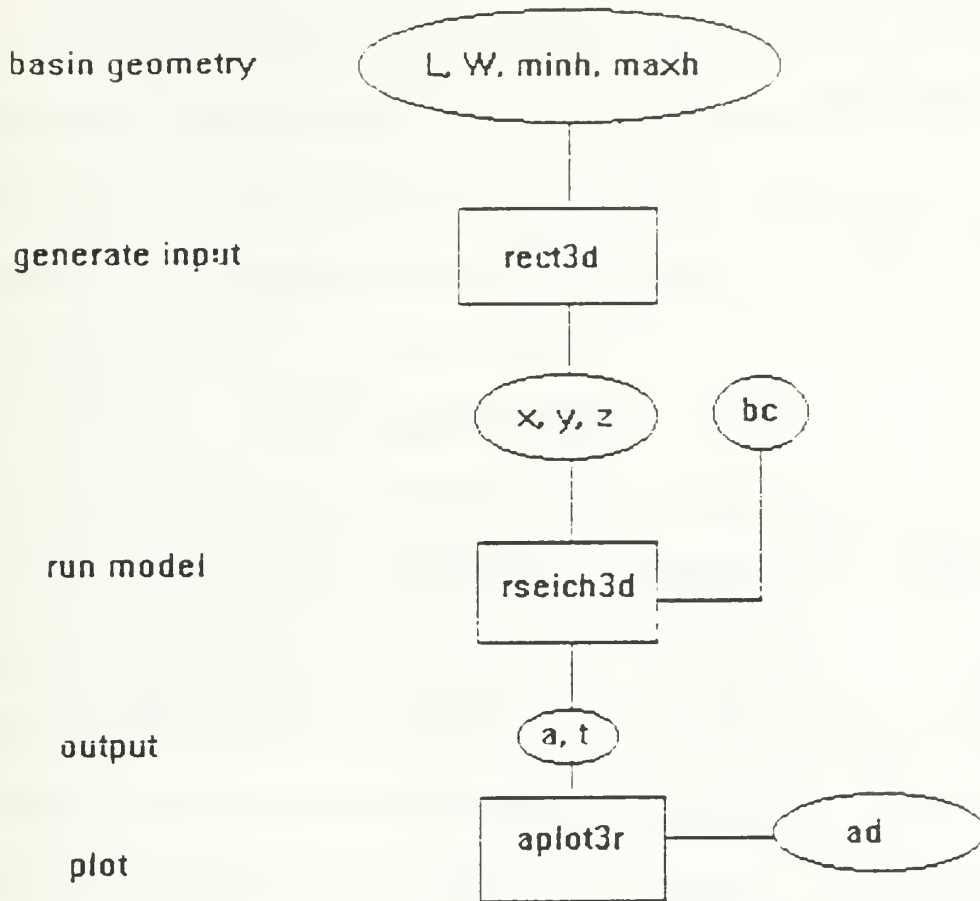 basin geometry
L, W, minh, maxh
generate input
rect3d
x, y, z
bc
run model
rseich3d
output
a, t
plot
aplot3r
ad